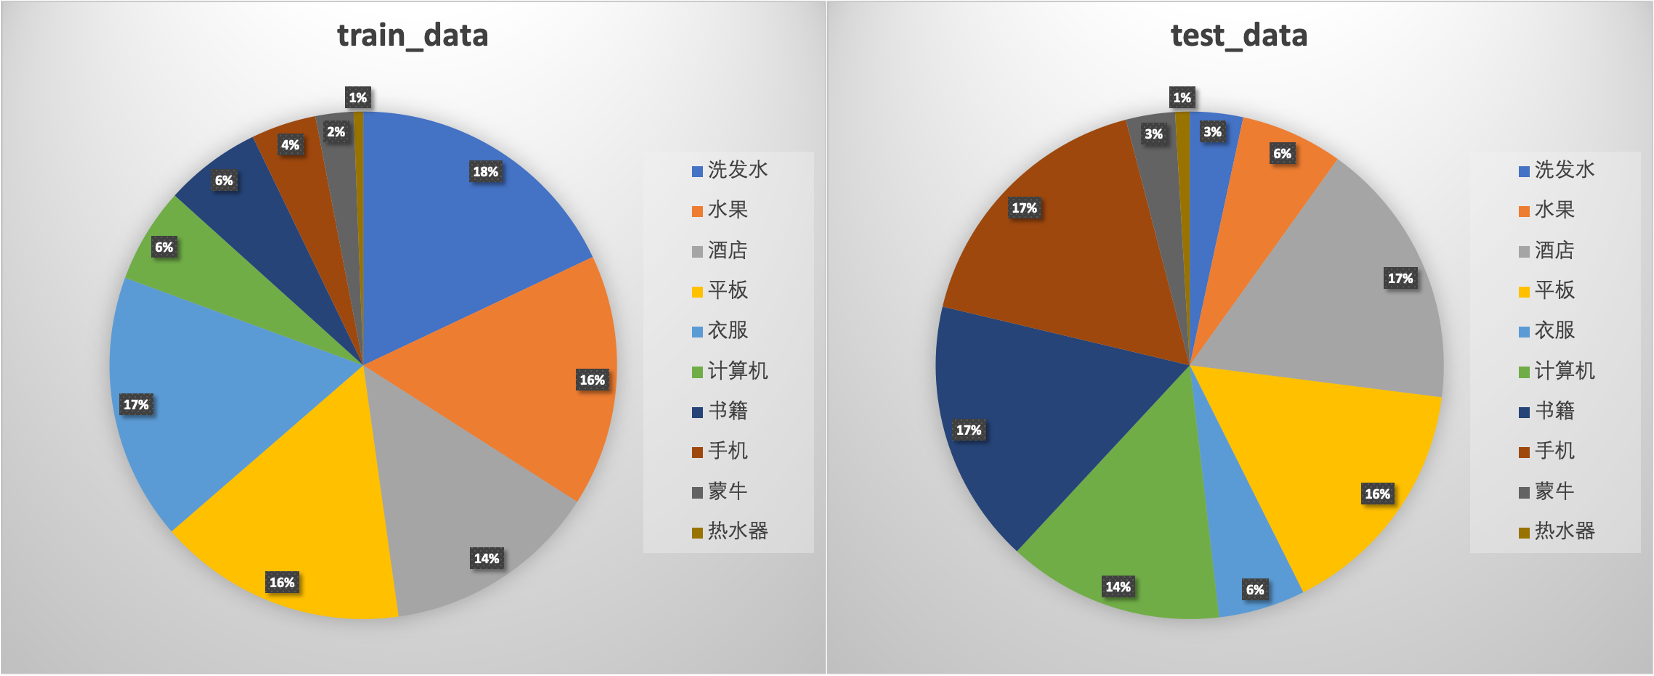 train_data
1%
2%
4%
6%
6%
17%
16%
14%
16%
18%
洗发水
水果
酒店
平板
衣服
计算机
书籍
手机
蒙牛
热水器
test_data
1%
3%
3%
6%
17%
17%
17%
16%
14%
6%
洗发水
水果
酒店
平板
衣服
计算机
书籍
手机
蒙牛
热水器